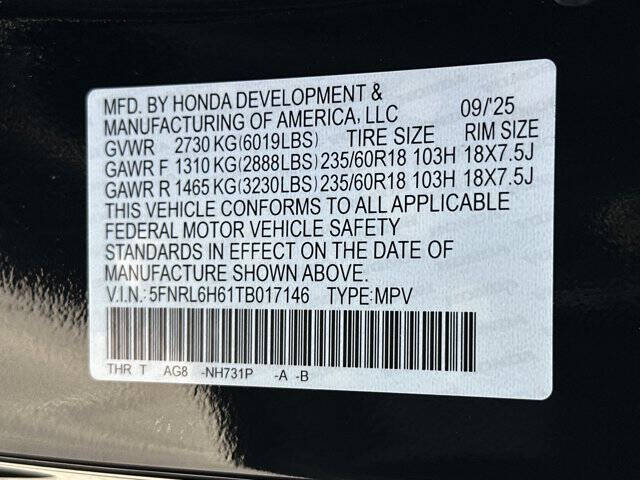 MFD. BY HONDA DEVELOPMENT &
MANUFACTURING OF AMERICA, LLC 09/'25
GVWR 2730 KG(6019LBS) TIRE SIZE RIM SIZE
GAWR F 1310 KG(2888LBS) 235/60R18 103H 18X7.5J
GAWR R 1465 KG(3230LBS) 235/60R18 103H 18X7.5J
THIS VEHICLE CONFORMS TO ALL APPLICABLE
FEDERAL MOTOR VEHICLE SAFETY
STANDARDS IN EFFECT ON THE DATE OF
MANUFACTURE SHOWN ABOVE.
V.I.N.: 5FNRL6H61TB017146 TYPE:MPV
THR T AG8 -NH731P -A -B